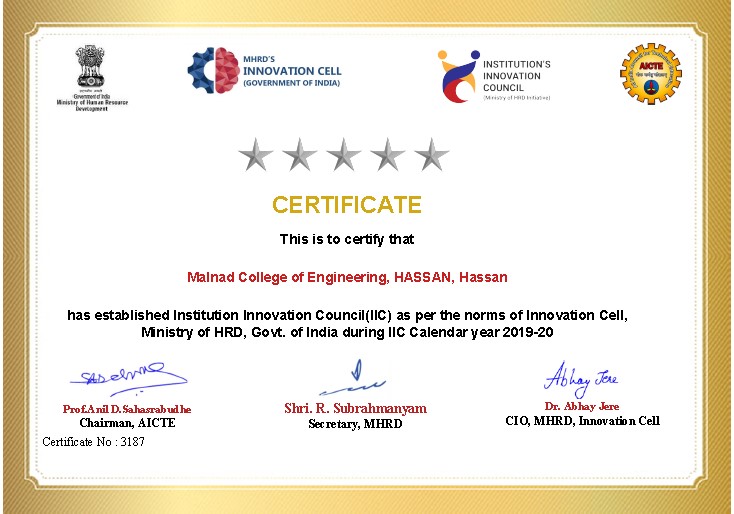 Government of India
Ministry of Human Resource
Development
MHRD'S
INNOVATION CELL
(GOVERNMENT OF INDIA)
INSTITUTION'S
INNOVATION
COUNCIL
(Ministry of HRD Initiative)
AICTE
CERTIFICATE
This is to certify that
Malnad College of Engineering, HASSAN, Hassan
has established Institution Innovation Council(IIC) as per the norms of Innovation Cell,
Ministry of HRD, Govt. of India during IIC Calendar year 2019-20
Abhay Jere
Prof.Anil D.Sahasrabudhe
Chairman, AICTE
Shri. R. Subrahmanyam
Secretary, MHRD
Dr. Abhay Jere
CIO, MHRD, Innovation Cell
Certificate No : 3187